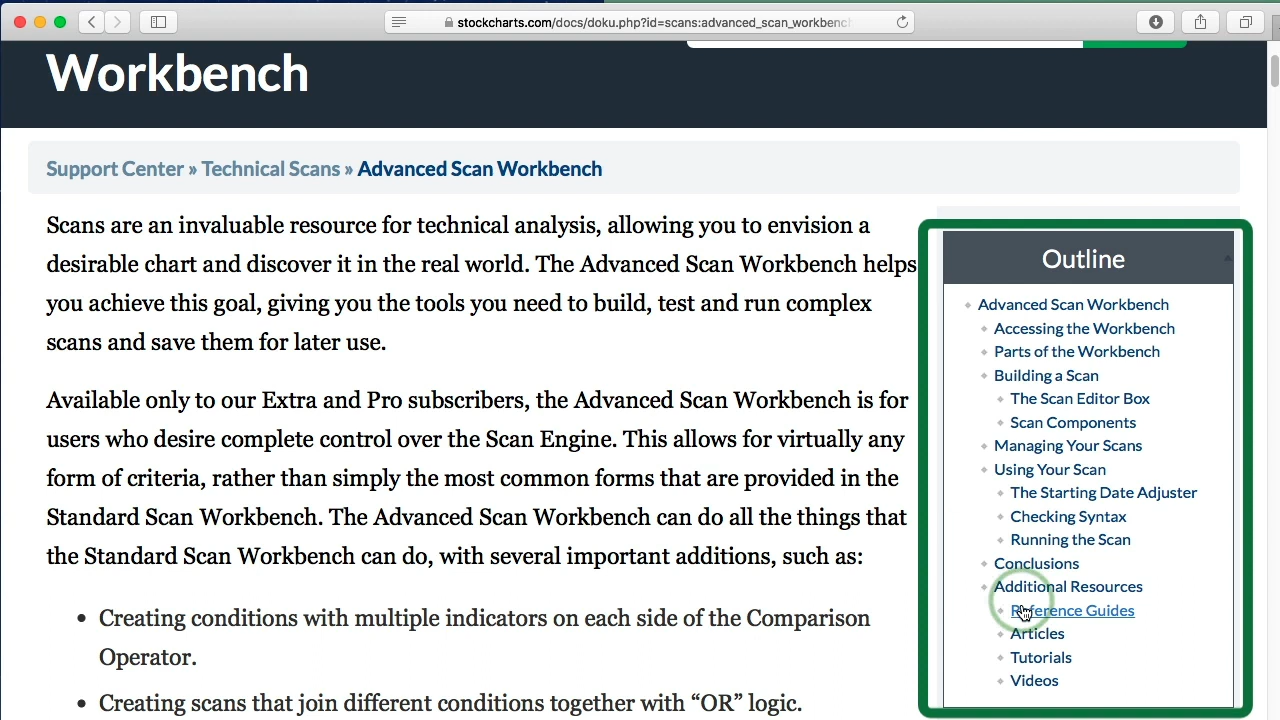 stockcharts.com/docs/doku.php?id=scans:advanced_scan_workbench
Workbench
Support Center » Technical Scans » Advanced Scan Workbench
Scans are an invaluable resource for technical analysis, allowing you to envision a
desirable chart and discover it in the real world. The Advanced Scan Workbench helps
you achieve this goal, giving you the tools you need to build, test and run complex
scans and save them for later use.
Available only to our Extra and Pro subscribers, the Advanced Scan Workbench is for
users who desire complete control over the Scan Engine. This allows for virtually any
form of criteria, rather than simply the most common forms that are provided in the
Standard Scan Workbench. The Advanced Scan Workbench can do all the things that
the Standard Scan Workbench can do, with several important additions, such as:
• Creating conditions with multiple indicators on each side of the Comparison
Operator.
• Creating scans that join different conditions together with “OR” logic.
Outline
Advanced Scan Workbench
Accessing the Workbench
Parts of the Workbench
Building a Scan
The Scan Editor Box
Scan Components
Managing Your Scans
Using Your Scan
The Starting Date Adjuster
Checking Syntax
Running the Scan
Conclusions
Additional Resources
Reference Guides
Articles
Tutorials
Videos